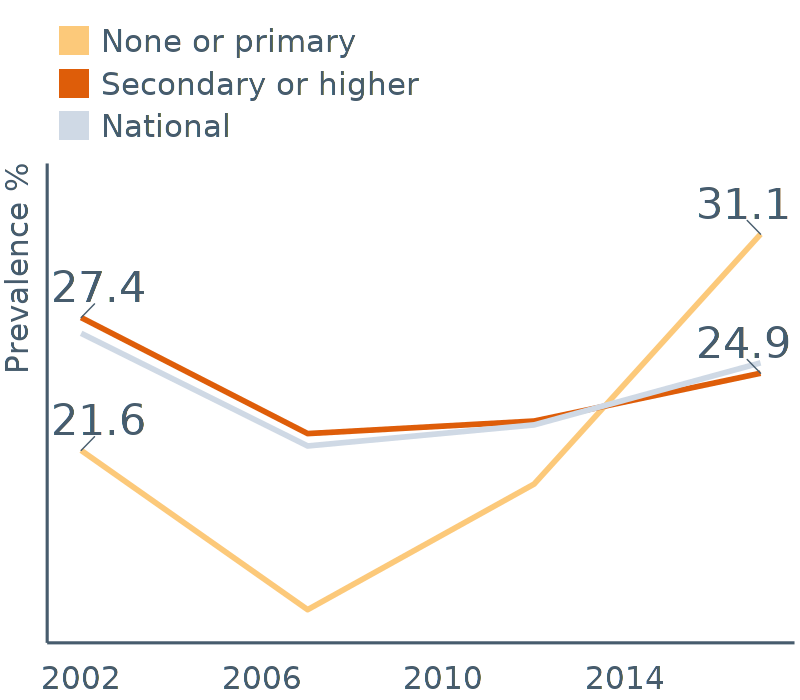 None or primary
Secondary or higher
National
Prevalence %
31.1
27.4
24.9
21.6
2002 2006 2010 2014